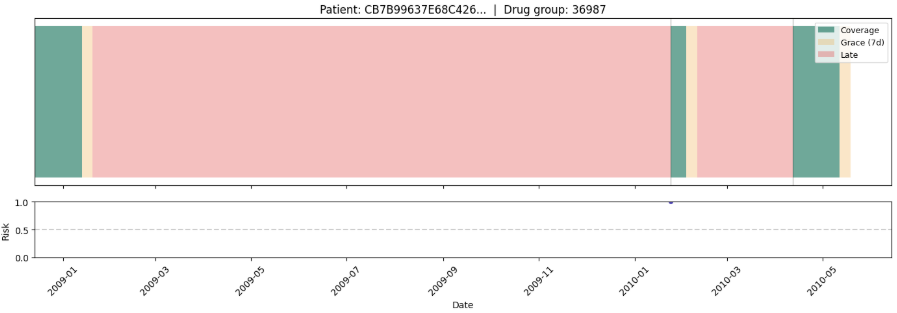 Patient: CB7B99637E68C426... | Drug group: 36987
Coverage
Grace (7d)
Late
1.0
0.5
0.0
Risk
2009-01
2009-03
2009-05
2009-07
2009-09
2009-11
2010-01
2010-03
2010-05
Date